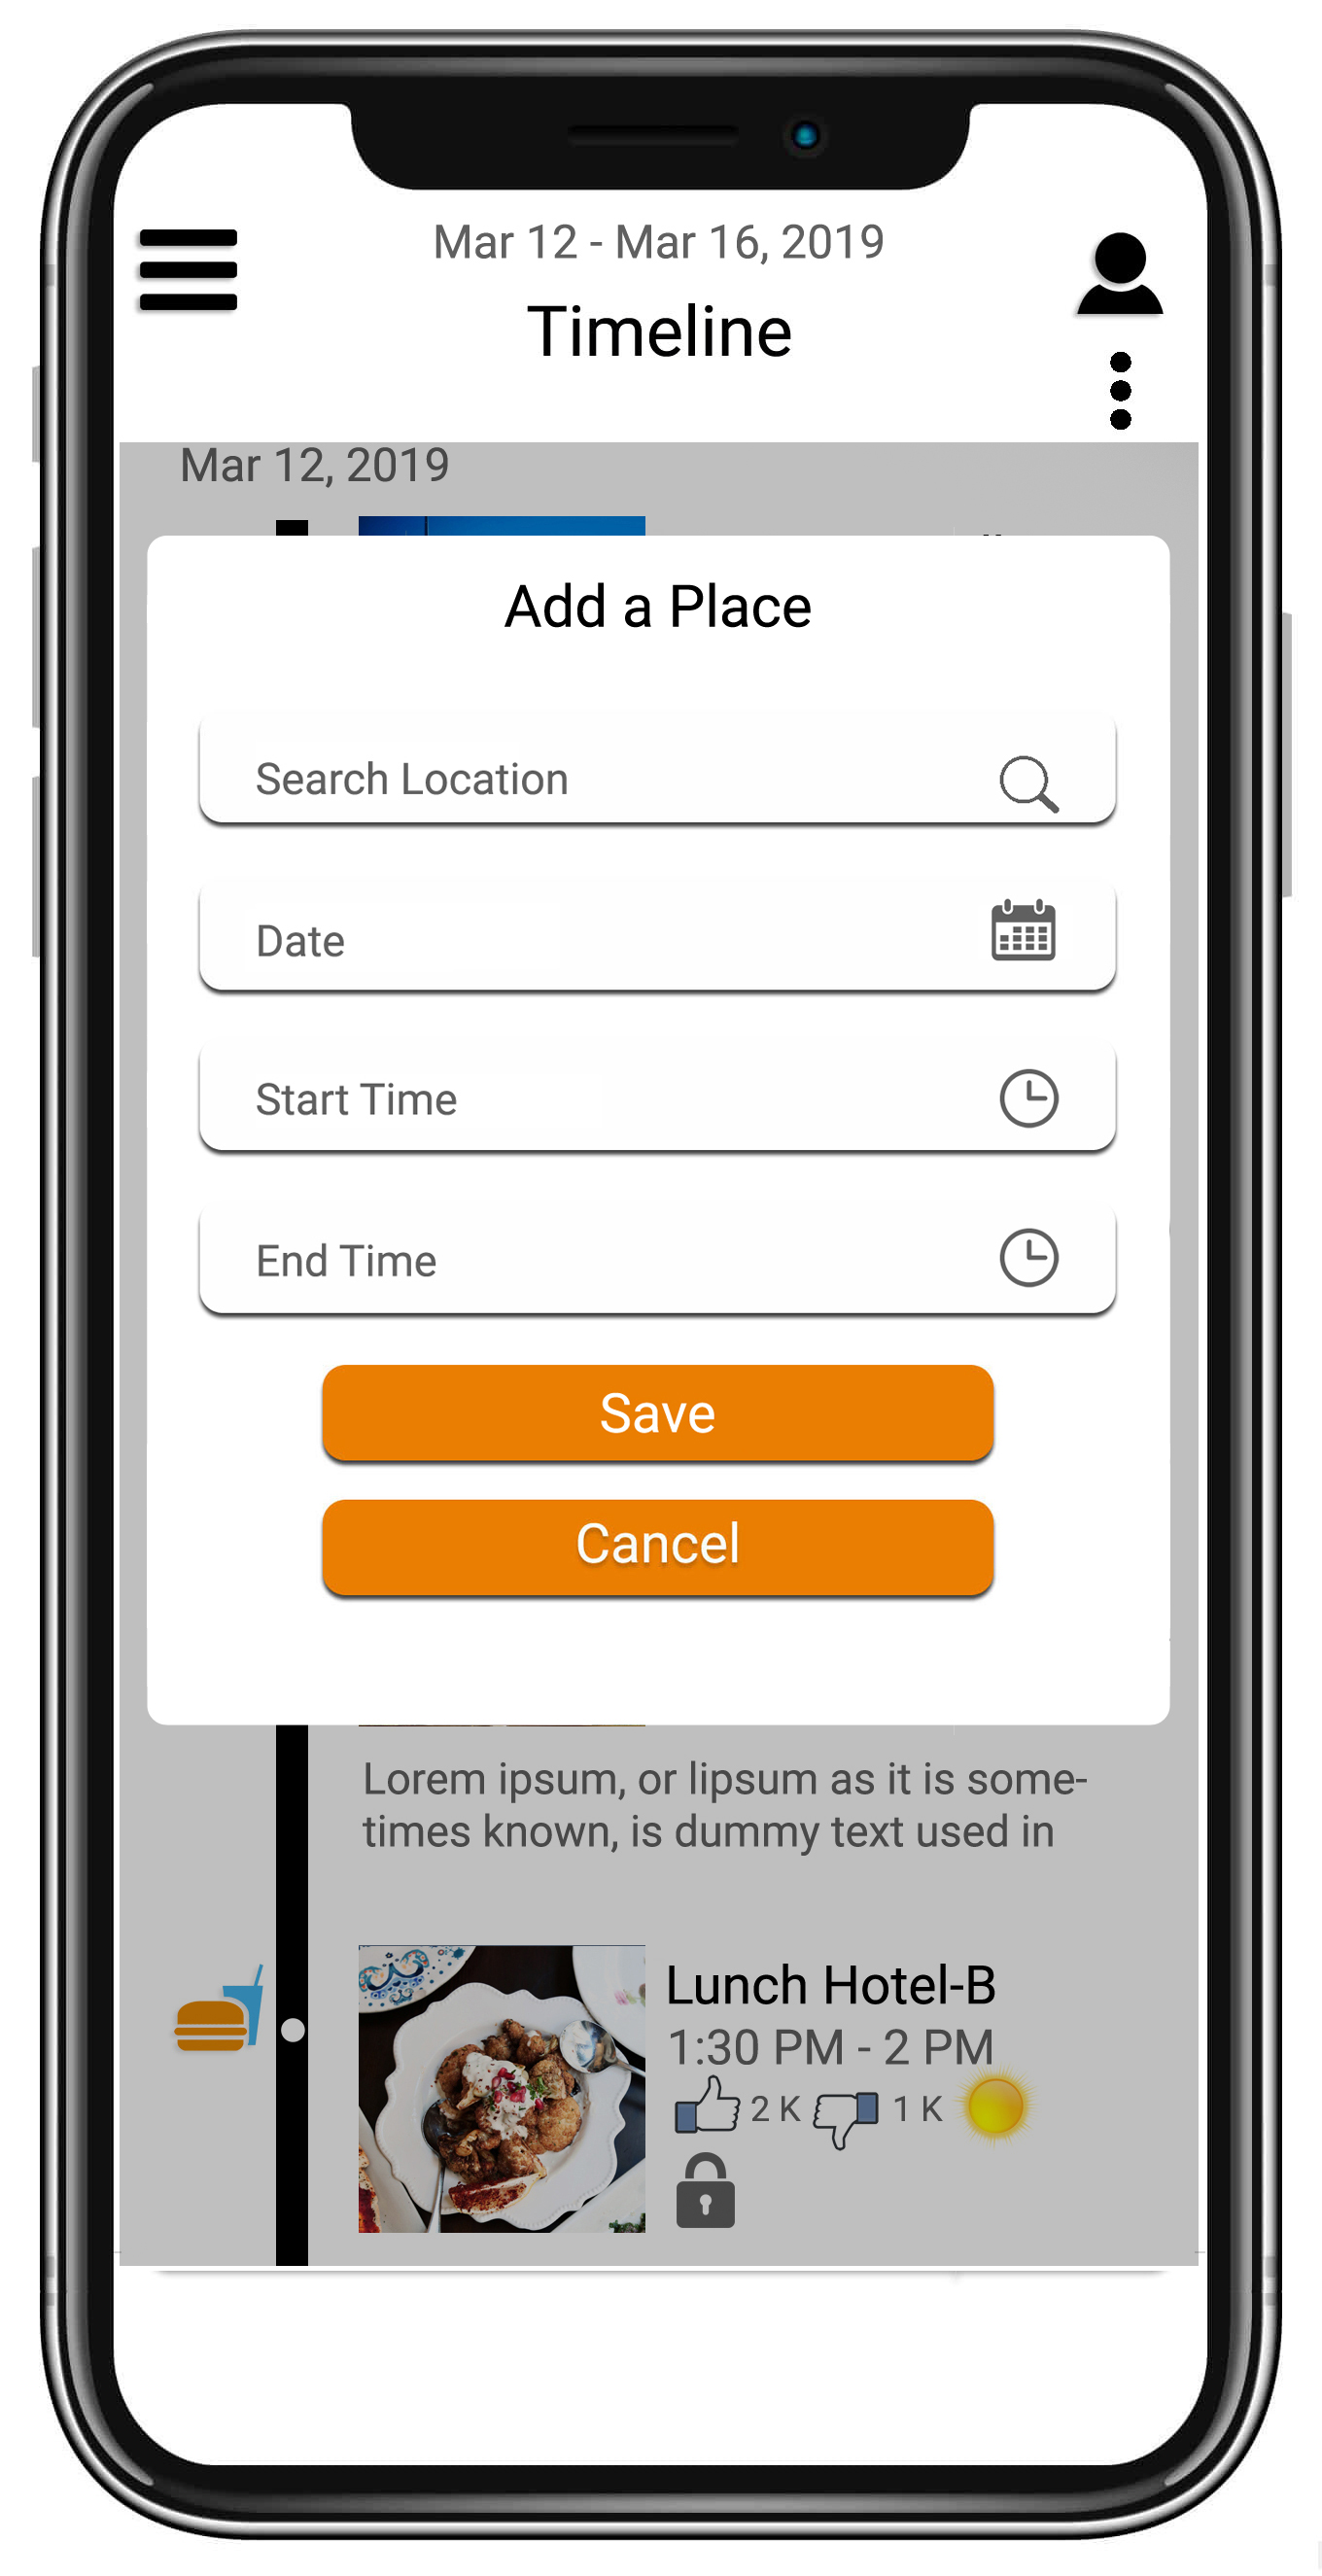 Mar 12 - Mar 16, 2019
Timeline
Mar 12, 2019
Add a Place
Search Location
Date
Start Time
End Time
Save
Cancel
Lorem ipsum, or lipsum as it is some-
times known, is dummy text used in
Lunch Hotel-B
1:30 PM - 2 PM
2 K 1 K